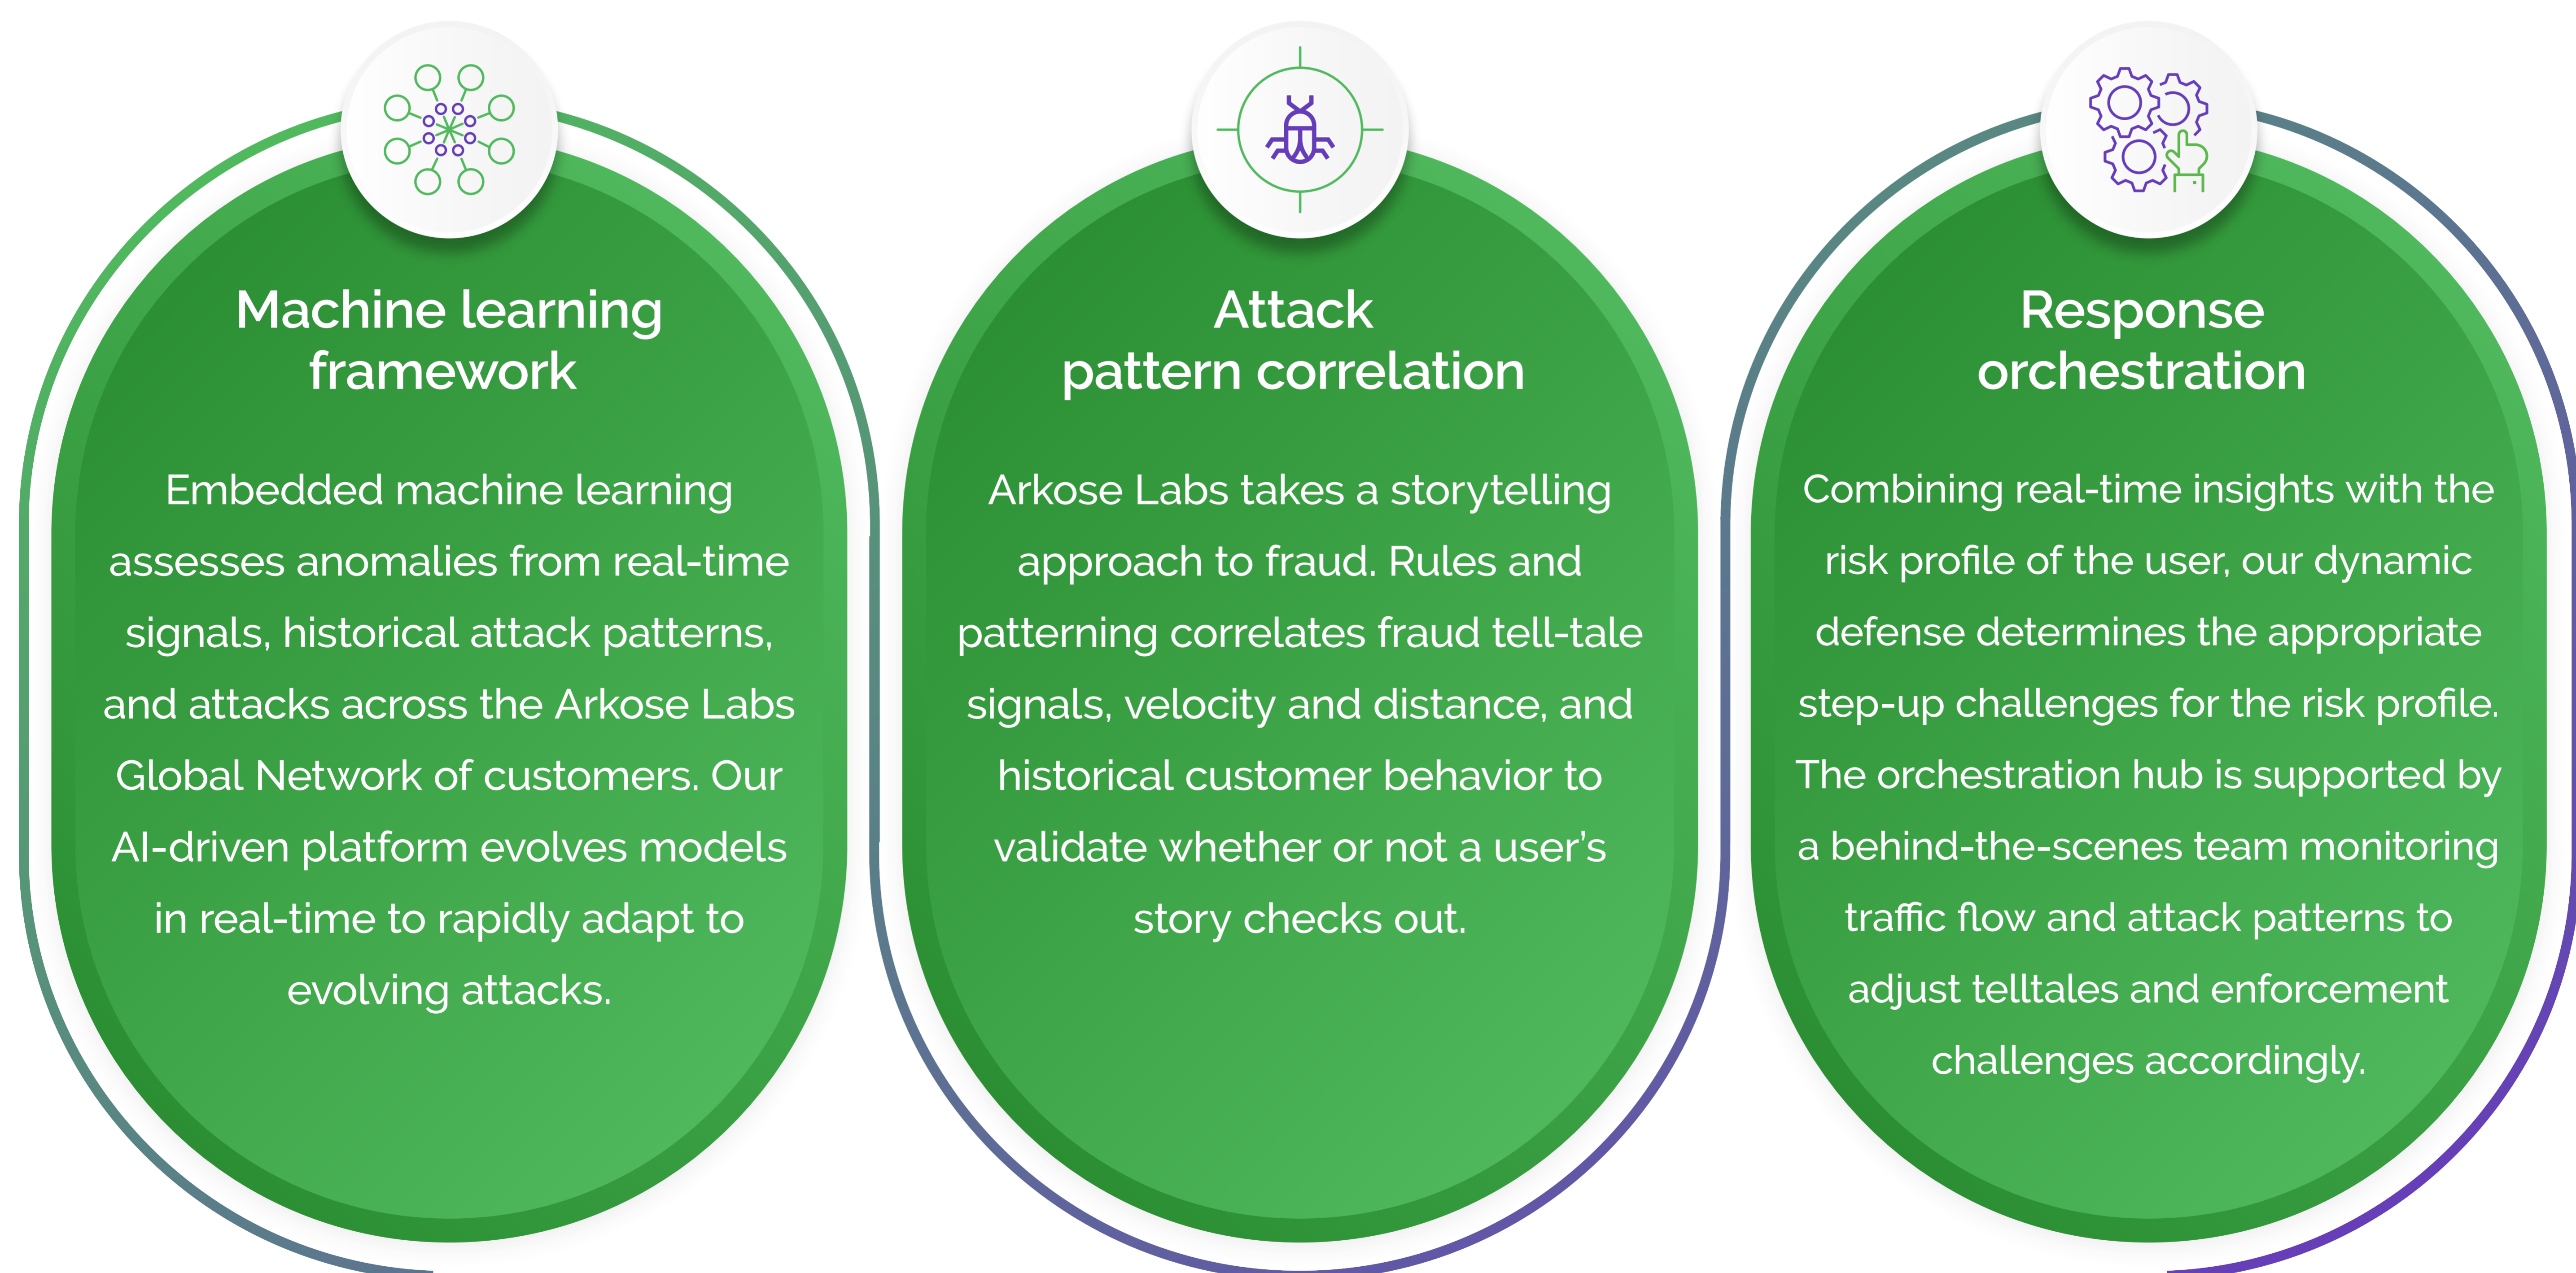 Machine learning
framework
Embedded machine learning
assesses anomalies from real-time
signals, historical attack patterns,
and attacks across the Arkose Labs
Global Network of customers. Our
AI-driven platform evolves models
in real-time to rapidly adapt to
evolving attacks.
Attack
pattern correlation
Arkose Labs takes a storytelling
approach to fraud. Rules and
patterning correlates fraud tell-tale
signals, velocity and distance, and
historical customer behavior to
validate whether or not a user’s
story checks out.
Response
orchestration
Combining real-time insights with the
risk profile of the user, our dynamic
defense determines the appropriate
step-up challenges for the risk profile.
The orchestration hub is supported by
a behind-the-scenes team monitoring
traffic flow and attack patterns to
adjust telltales and enforcement
challenges accordingly.